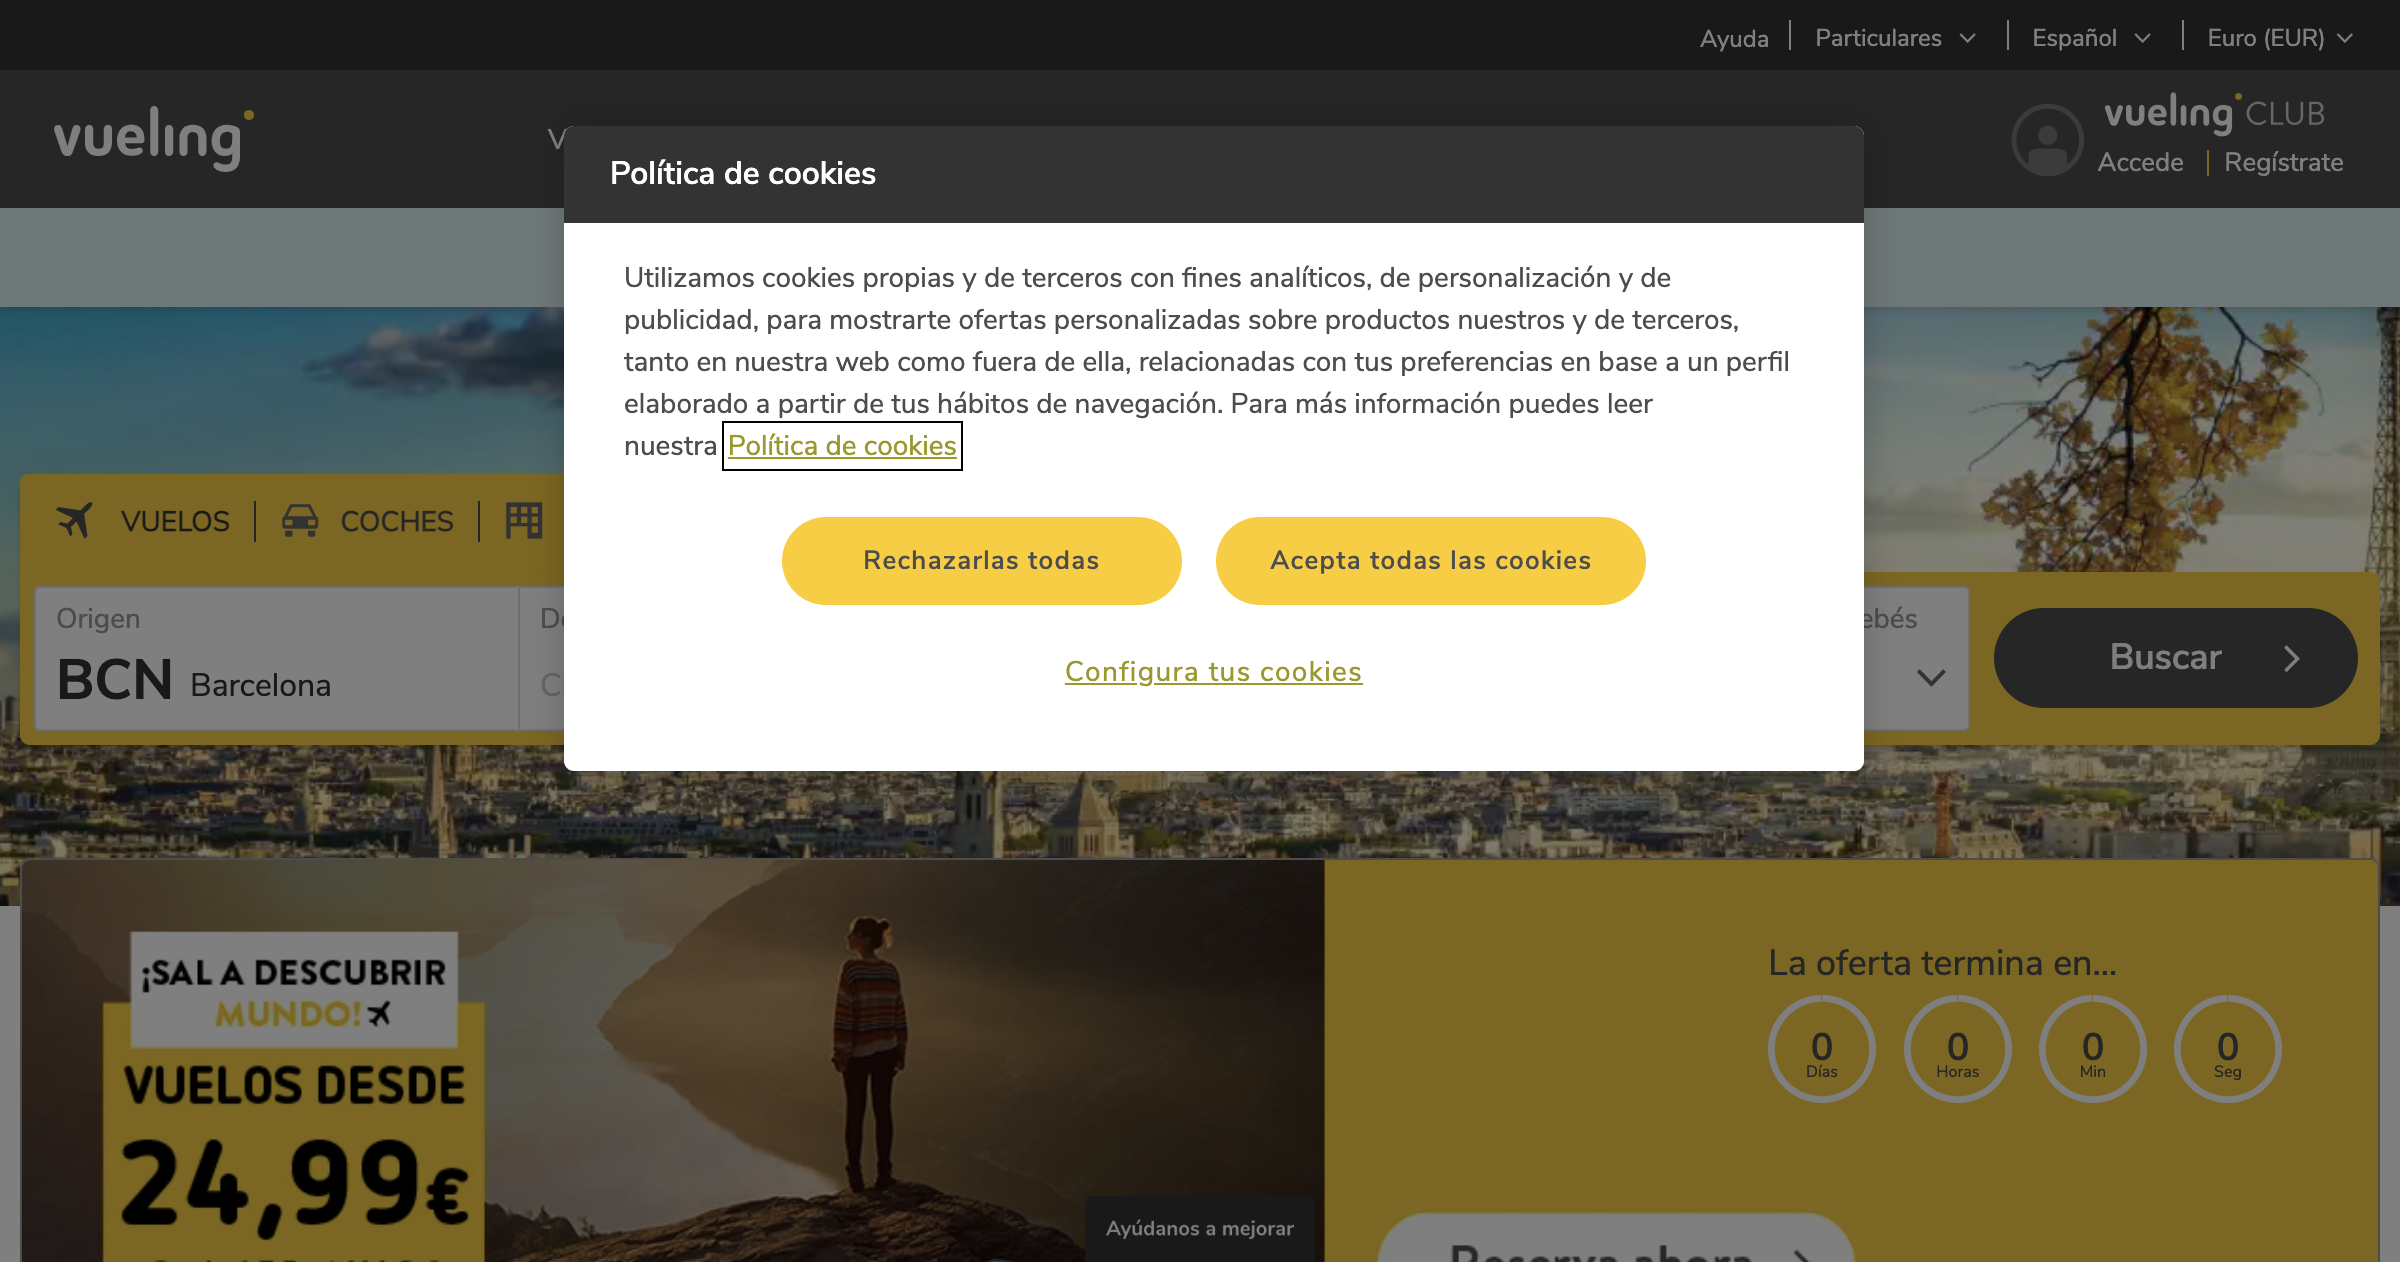 Ayuda
Particulares
Español
Euro (EUR)
vueling
vueling CLUB
Accede
Regístrate
Política de cookies
Utilizamos cookies propias y de terceros con fines analíticos, de personalización y de
publicidad, para mostrarte ofertas personalizadas sobre productos nuestros y de terceros,
tanto en nuestra web como fuera de ella, relacionadas con tus preferencias en base a un perfil
elaborado a partir de tus hábitos de navegación. Para más información puedes leer
nuestra Política de cookies
Rechazarlas todas
Acepta todas las cookies
Configura tus cookies
VUELOS
COCHES
Origen
BCN Barcelona
Buscar
¡SAL A DESCUBRIR
MUNDO!
VUELOS DESDE
24,99€
La oferta termina en...
0 0 0 0
Días Horas Min Seg
Ayúdanos a mejorar
Reserva ahora